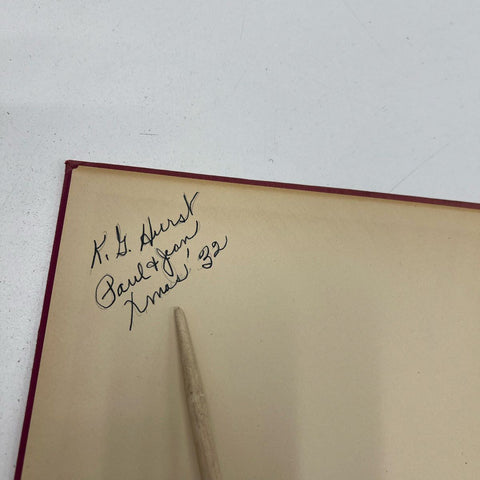 K. G. Hurst
Paul & Jean
Xmas '32